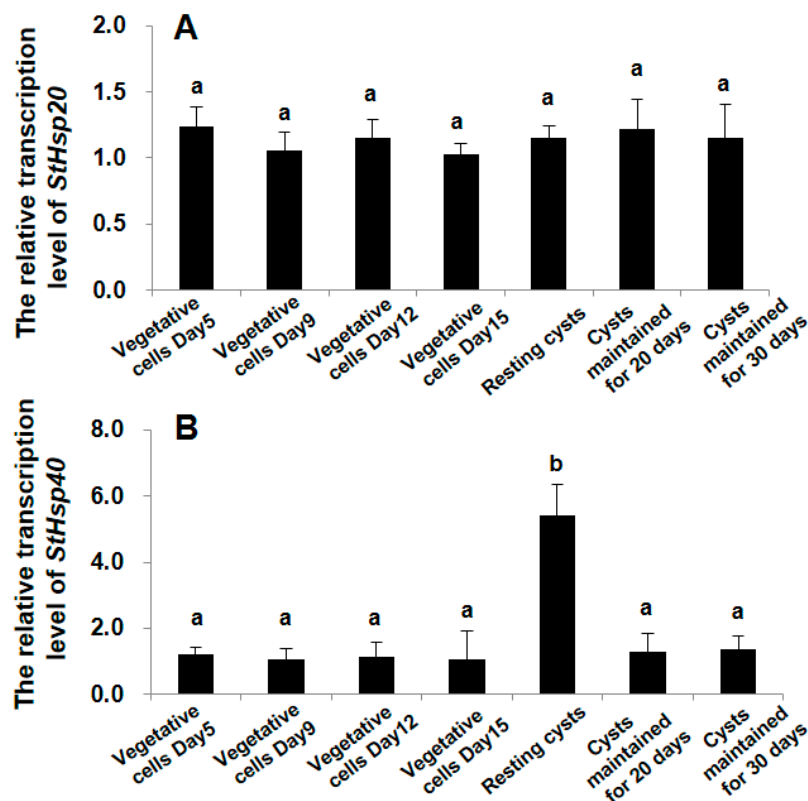 A
The relative transcription
level of StHsp20
2.0
1.5
1.0
0.5
0.0
a
a
a
a
a
a
a
Vegetative
cells Day5
Vegetative
cells Day9
Vegetative
cells Day12
Vegetative
cells Day15
Resting cysts
Cysts
maintained
for 20 days
Cysts
maintained
for 30 days
B
The relative transcription
level of StHsp40
8.0
6.0
4.0
2.0
0.0
a
a
a
a
b
a
a
Vegetative
cells Day5
Vegetative
cells Day9
Vegetative
cells Day12
Vegetative
cells Day15
Resting cysts
Cysts
maintained
for 20 days
Cysts
maintained
for 30 days